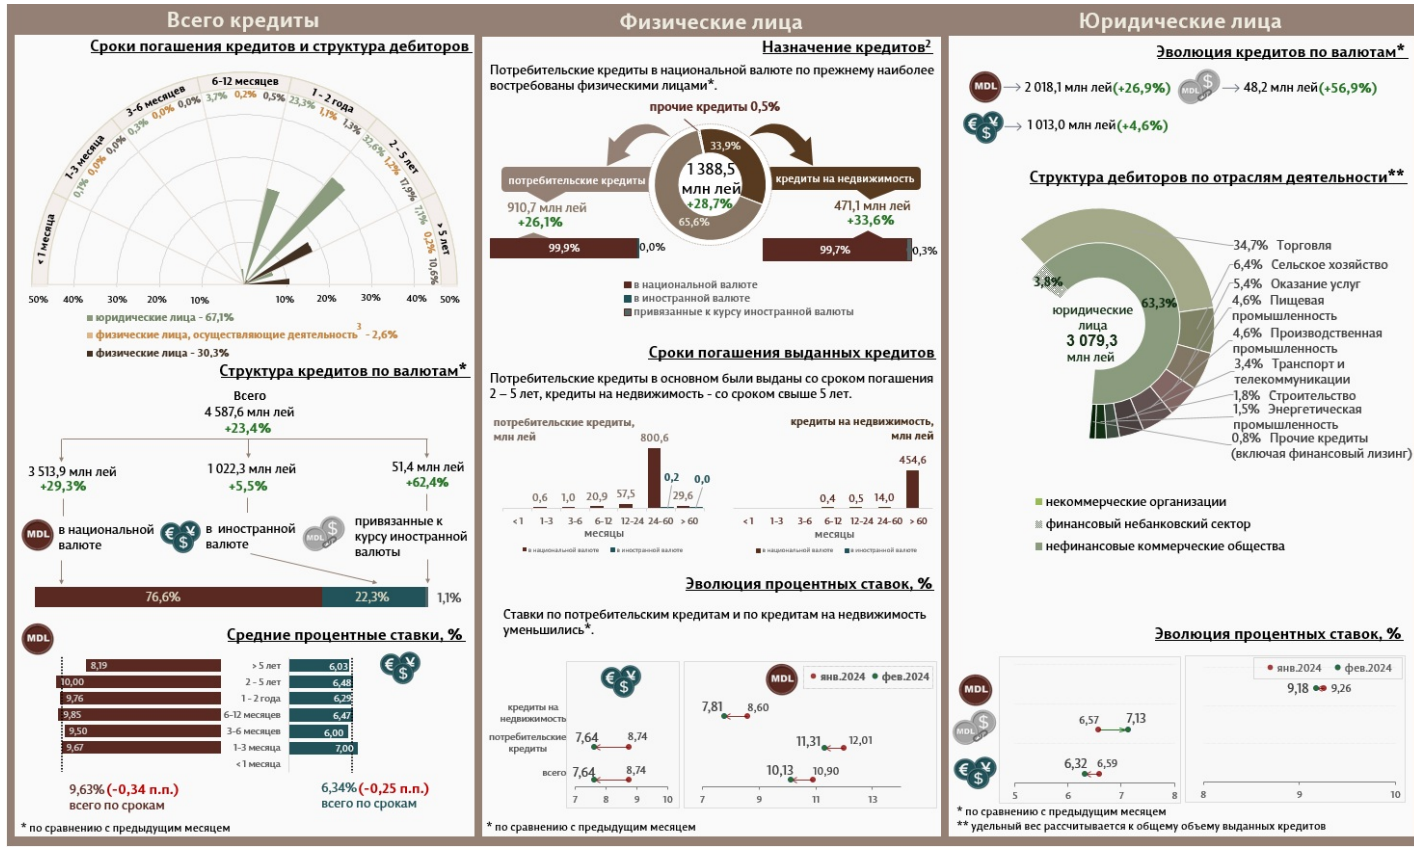 Всего кредиты
Сроки погашения кредитов и структура дебиторов
< 1 месяца
1-3 месяца
3-6 месяцев
6-12 месяцев
1 - 2 года
2 - 5 лет
> 5 лет
0,1%
0,0%
0,0%
0,3%
0,0%
0,0%
3,7%
0,2%
0,5%
23,3%
1,1%
1,3%
32,6%
1,2%
17,9%
7,1%
0,2%
10,6%
50% 40% 30% 20% 10% 10% 20% 30% 40% 50%
юридические лица - 67,1%
физические лица, осуществляющие деятельность3 - 2,6%
физические лица - 30,3%
Структура кредитов по валютам*
Всего
4 587,6 млн лей
+23,4%
3 513,9 млн лей
+29,3%
1 022,3 млн лей
+5,5%
51,4 млн лей
+62,4%
MDL
в национальной
валюте
€ ¥ $
в иностранной
валюте
MDL $
привязанные к
курсу иностранной
валюты
76,6% 22,3% 1,1%
MDL
Средние процентные ставки, %
€ ¥ $
8,19 > 5 лет 6,03
10,00 2 - 5 лет 6,48
9,76 1 - 2 года 6,29
9,85 6-12 месяцев 6,47
9,50 3-6 месяцев 6,00
9,67 1-3 месяца 7,00
< 1 месяца
9,63% (-0,34 п.п.)
всего по срокам
6,34% (-0,25 п.п.)
всего по срокам
* по сравнению с предыдущим месяцем
Физические лица
Назначение кредитов2
Потребительские кредиты в национальной валюте по прежнему наиболее
востребованы физическими лицами*.
прочие кредиты 0,5%
33,9%
1 388,5
млн лей
+28,7%
65,6%
потребительские кредиты
910,7 млн лей
+26,1%
99,9% 0,0%
кредиты на недвижимость
471,1 млн лей
+33,6%
99,7% 0,3%
в национальной валюте
в иностранной валюте
привязанные к курсу иностранной валюты
Сроки погашения выданных кредитов
Потребительские кредиты в основном были выданы со сроком погашения
2 – 5 лет, кредиты на недвижимость - со сроком свыше 5 лет.
потребительские кредиты,
млн лей
800,6
0,2 0,0
0,6 1,0 20,9 57,5 29,6
< 1 1-3 3-6 6-12 12-24 24-60 > 60
месяцы
в национальной валюте в иностранной валюте
кредиты на недвижимость,
млн лей
454,6
0,4 0,5 14,0
< 1 1-3 3-6 6-12 12-24 24-60 > 60
месяцы
в национальной валюте в иностранной валюте
Эволюция процентных ставок, %
Ставки по потребительским кредитам и по кредитам на недвижимость
уменьшились*.
€ ¥ $
MDL
янв.2024 фев.2024
кредиты на
недвижимость
7,81 8,60
потребительские
кредиты
7,64 8,74
11,31 12,01
всего
7,64 8,74
10,13 10,90
7 8 9 10
7 9 11 13
* по сравнению с предыдущим месяцем
Юридические лица
Эволюция кредитов по валютам*
MDL 2 018,1 млн лей (+26,9%)
MDL $ 48,2 млн лей (+56,9%)
€ ¥ $ 1 013,0 млн лей (+4,6%)
Структура дебиторов по отраслям деятельности**
3,8%
63,3%
юридические
лица
3 079,3
млн лей
34,7% Торговля
6,4% Сельское хозяйство
5,4% Оказание услуг
4,6% Пищевая
промышленность
4,6% Производственная
промышленность
3,4% Транспорт и
телекоммуникации
1,8% Строительство
1,5% Энергетическая
промышленность
0,8% Прочие кредиты
(включая финансовый лизинг)
некоммерческие организации
финансовый небанковский сектор
нефинансовые коммерческие общества
Эволюция процентных ставок, %
янв.2024 фев.2024
MDL
9,18 9,26
MDL $
6,57 7,13
€ ¥ $
6,32 6,59
5 6 7 8
8 9 10
* по сравнению с предыдущим месяцем
** удельный вес рассчитывается к общему объему выданных кредитов